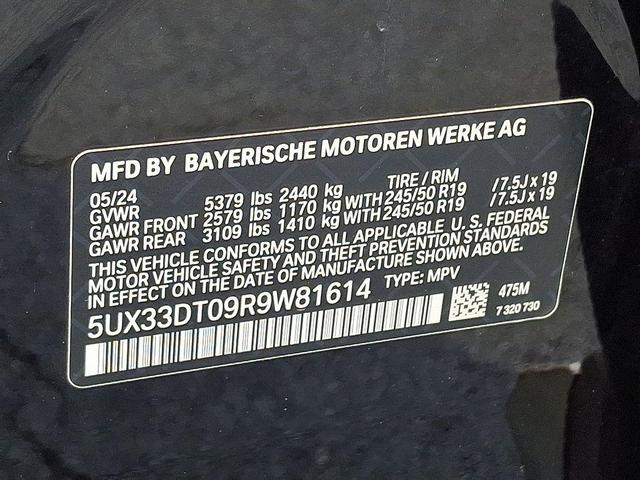 MFD BY BAYERISCHE MOTOREN WERKE AG
05/24 TIRE / RIM
GVWR 5379 lbs 2440 kg
GAWR FRONT 2579 lbs 1170 kg WITH 245/50 R19 / 7.5J x 19
GAWR REAR 3109 lbs 1410 kg WITH 245/50 R19 / 7.5J x 19
THIS VEHICLE CONFORMS TO ALL APPLICABLE U. S. FEDERAL
MOTOR VEHICLE SAFETY AND THEFT PREVENTION STANDARDS
IN EFFECT ON THE DATE OF MANUFACTURE SHOWN ABOVE.
5UX33DT09R9W81614 TYPE: MPV
475M
7 320 730